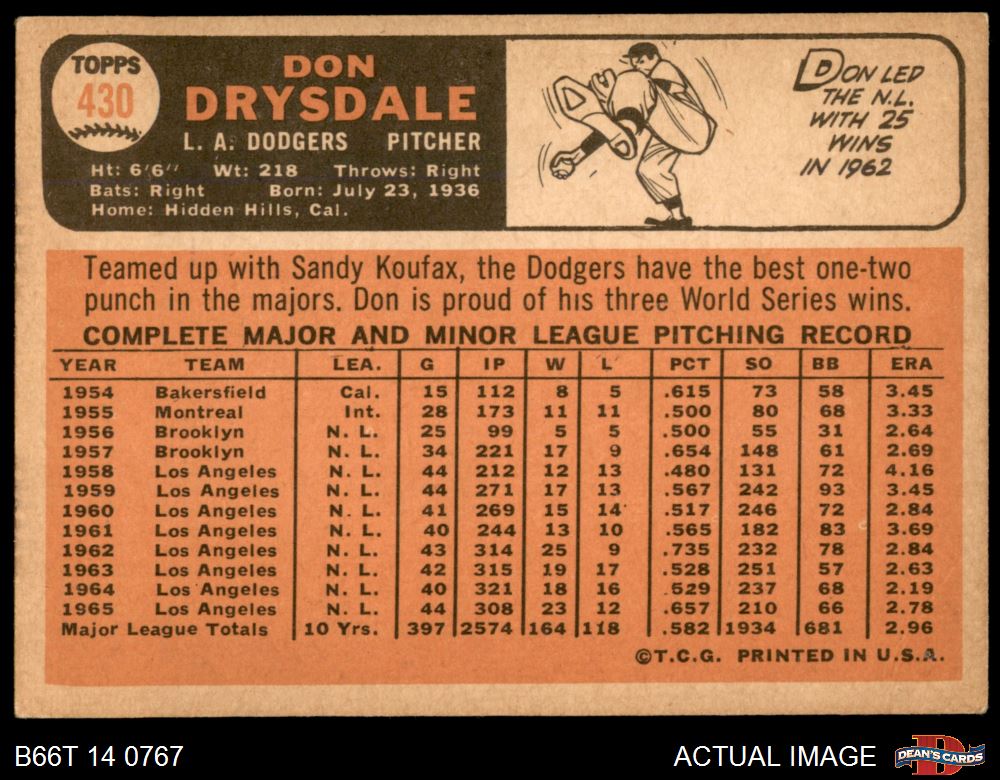 TOPPS
430
DON
DRYSDALE
L. A. DODGERS PITCHER
Ht: 6'6" Wt: 218 Throws: Right
Bats: Right Born: July 23, 1936
Home: Hidden Hills, Cal.
DON LED
THE N.L.
WITH 25
WINS
IN 1962
Teamed up with Sandy Koufax, the Dodgers have the best one-two
punch in the majors. Don is proud of his three World Series wins.
COMPLETE MAJOR AND MINOR LEAGUE PITCHING RECORD
YEAR TEAM LEA. G IP W L PCT SO BB ERA
1954 Bakersfield Cal. 15 112 8 5 .615 73 58 3.45
1955 Montreal Int. 28 173 11 11 .500 80 68 3.33
1956 Brooklyn N. L. 25 99 5 5 .500 55 31 2.64
1957 Brooklyn N. L. 34 221 17 9 .654 148 61 2.69
1958 Los Angeles N. L. 44 212 12 13 .480 131 72 4.16
1959 Los Angeles N. L. 44 271 17 13 .567 242 93 3.45
1960 Los Angeles N. L. 41 269 15 14 .517 246 72 2.84
1961 Los Angeles N. L. 40 244 13 10 .565 182 83 3.69
1962 Los Angeles N. L. 43 314 25 9 .735 232 78 2.84
1963 Los Angeles N. L. 42 315 19 17 .528 251 57 2.63
1964 Los Angeles N. L. 40 321 18 16 .529 237 68 2.19
1965 Los Angeles N. L. 44 308 23 12 .657 210 66 2.78
Major League Totals 10 Yrs. 397 2574 164 118 .582 1934 681 2.96
©T.C.G. PRINTED IN U.S.A.
B66T 14 0767 ACTUAL IMAGE DEAN'S CARDS